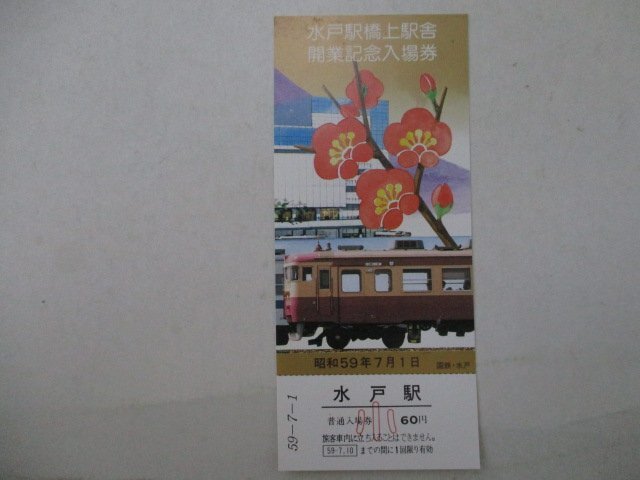 水戸駅橋上駅舎
開業記念入場券
昭和59年7月1日
国鉄・水戸
水戸駅
普通入場券 60円
旅客車内に立ち入ることはできません。
59-7.10 までの間に1回限り有効
59-7-1